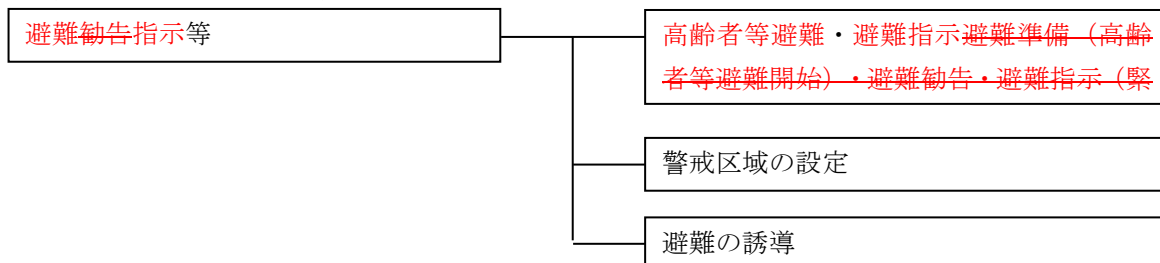 避難勧告指示等
高齢者等避難・避難指示避難準備（高齢
者等避難開始）・避難勧告・避難指示（緊
警戒区域の設定
避難の誘導